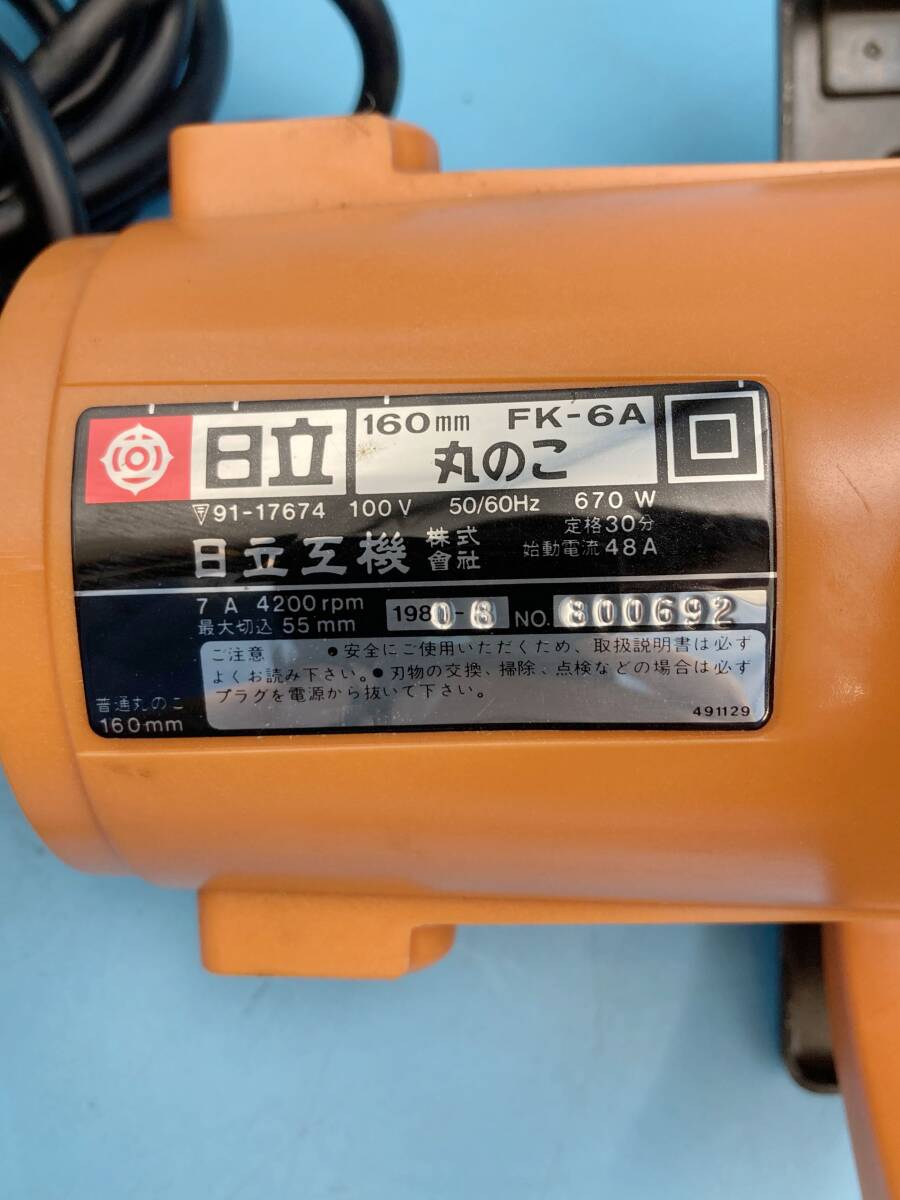 日立
160mm FK-6A
丸のこ
▽91-17674 100V 50/60Hz 670W
定格30分
日立工機 株式會社 始動電流48A
7A 4200rpm
最大切込 55mm
NO. 800692
普通丸のこ
160mm
ご注意 ●安全にご使用いただくため、取扱説明書は必ず
よくお読み下さい。●刃物の交換、掃除、点検などの場合は必ず
プラグを電源から抜いて下さい。
491129